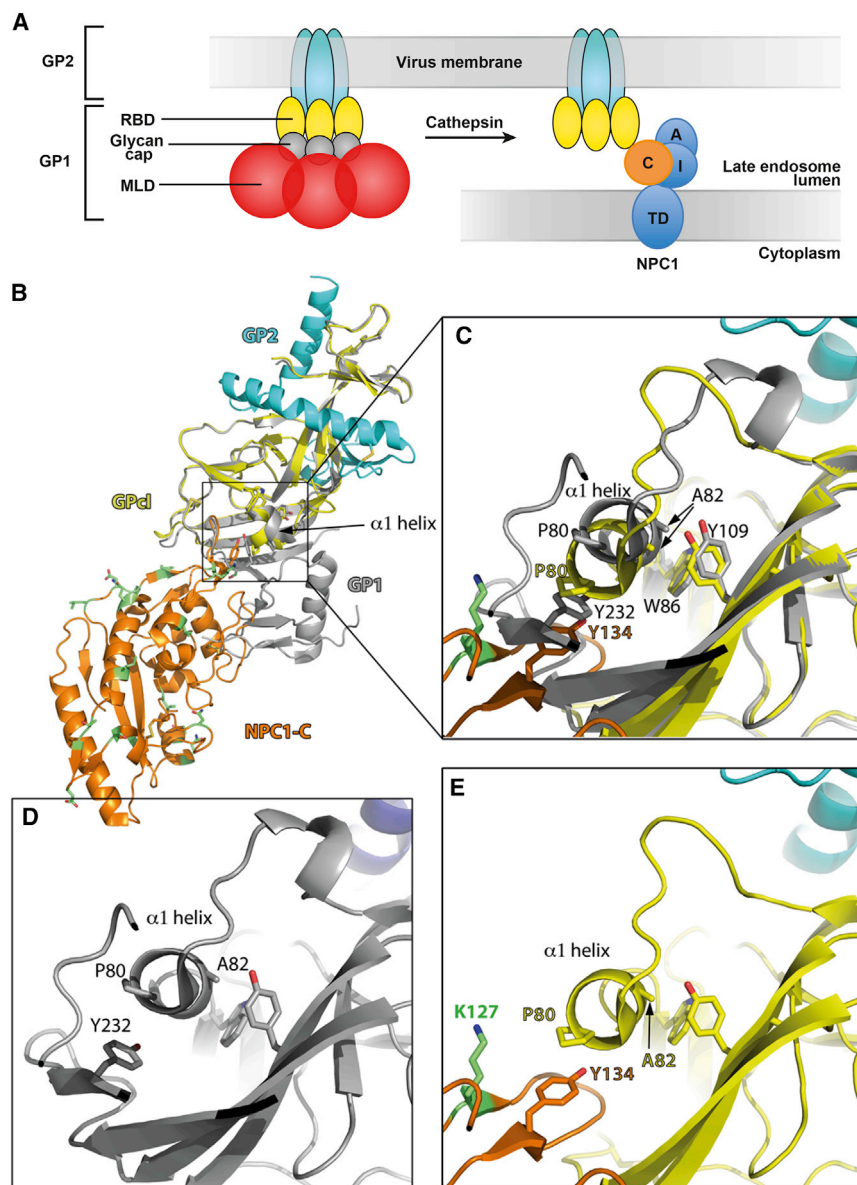 A
GP2
GP1
RBD
Glycan
cap
MLD
Virus membrane
Cathepsin
A
C
I
TD
Late endosome
lumen
Cytoplasm
NPC1
B
GP2
GPcl
α1 helix
GP1
NPC1-C
C
α1 helix
A82
P80
Y109
P80
Y232
W86
Y134
D
α1 helix
P80
A82
Y232
E
α1 helix
P80
K127
A82
Y134